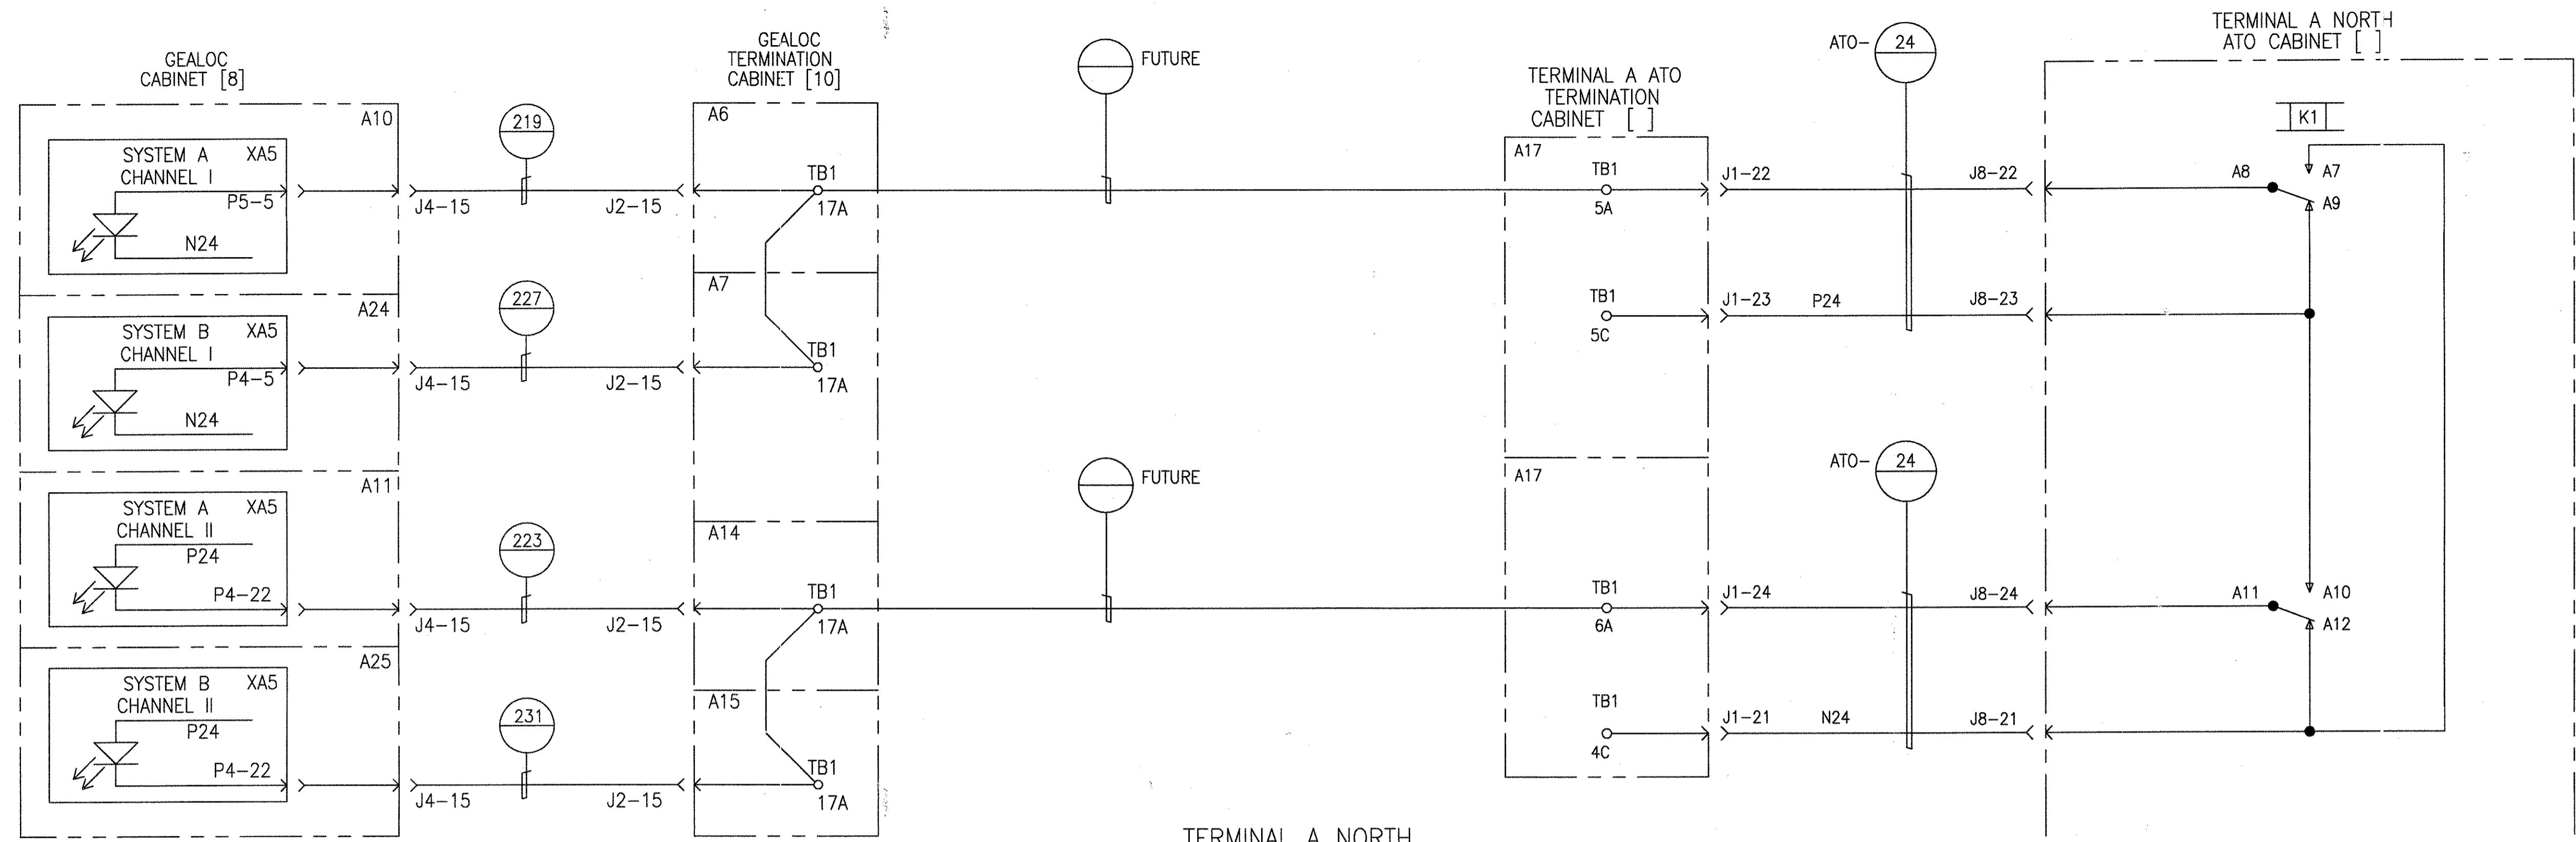 GEALOC
CABINET [8]
GEALOC
TERMINATION
CABINET [10]
FUTURE
TERMINAL A ATO
TERMINATION
CABINET [ ]
ATO-
24
TERMINAL A NORTH
ATO CABINET [ ]
K1
A10
SYSTEM A XA5
CHANNEL I
P5-5
N24
219
J4-15
J2-15
A6
TB1
17A
A17
TB1
5A
J1-22
J8-22
A8
A7
A9
A24
SYSTEM B XA5
CHANNEL I
P4-5
N24
227
J4-15
J2-15
A7
TB1
17A
TB1
5C
J1-23
P24
J8-23
A11
SYSTEM A XA5
CHANNEL II
P24
P4-22
223
J4-15
J2-15
A14
TB1
17A
FUTURE
A17
TB1
6A
J1-24
ATO-
24
J8-24
A11
A10
A12
A25
SYSTEM B XA5
CHANNEL II
P24
P4-22
231
J4-15
J2-15
A15
TB1
17A
TB1
4C
J1-21
N24
J8-21
TERMINAL A NORTH